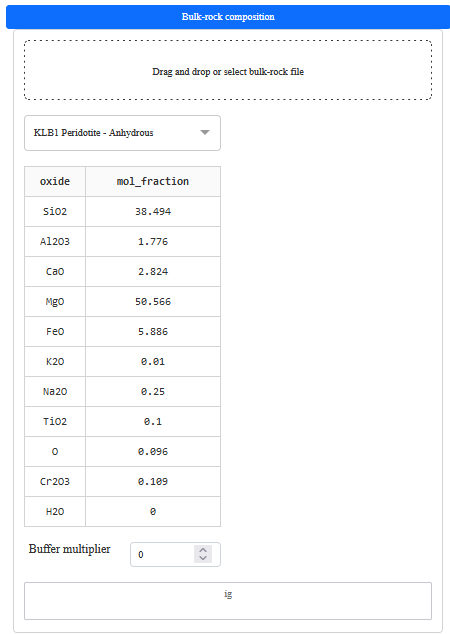 Bulk-rock composition
Drag and drop or select bulk-rock file
KLB1 Peridotite - Anhydrous
oxide mol_fraction
SiO2 38.494
Al2O3 1.776
CaO 2.824
MgO 50.566
FeO 5.886
K2O 0.01
Na2O 0.25
TiO2 0.1
O 0.096
Cr2O3 0.109
H2O 0
Buffer multiplier 0
ig